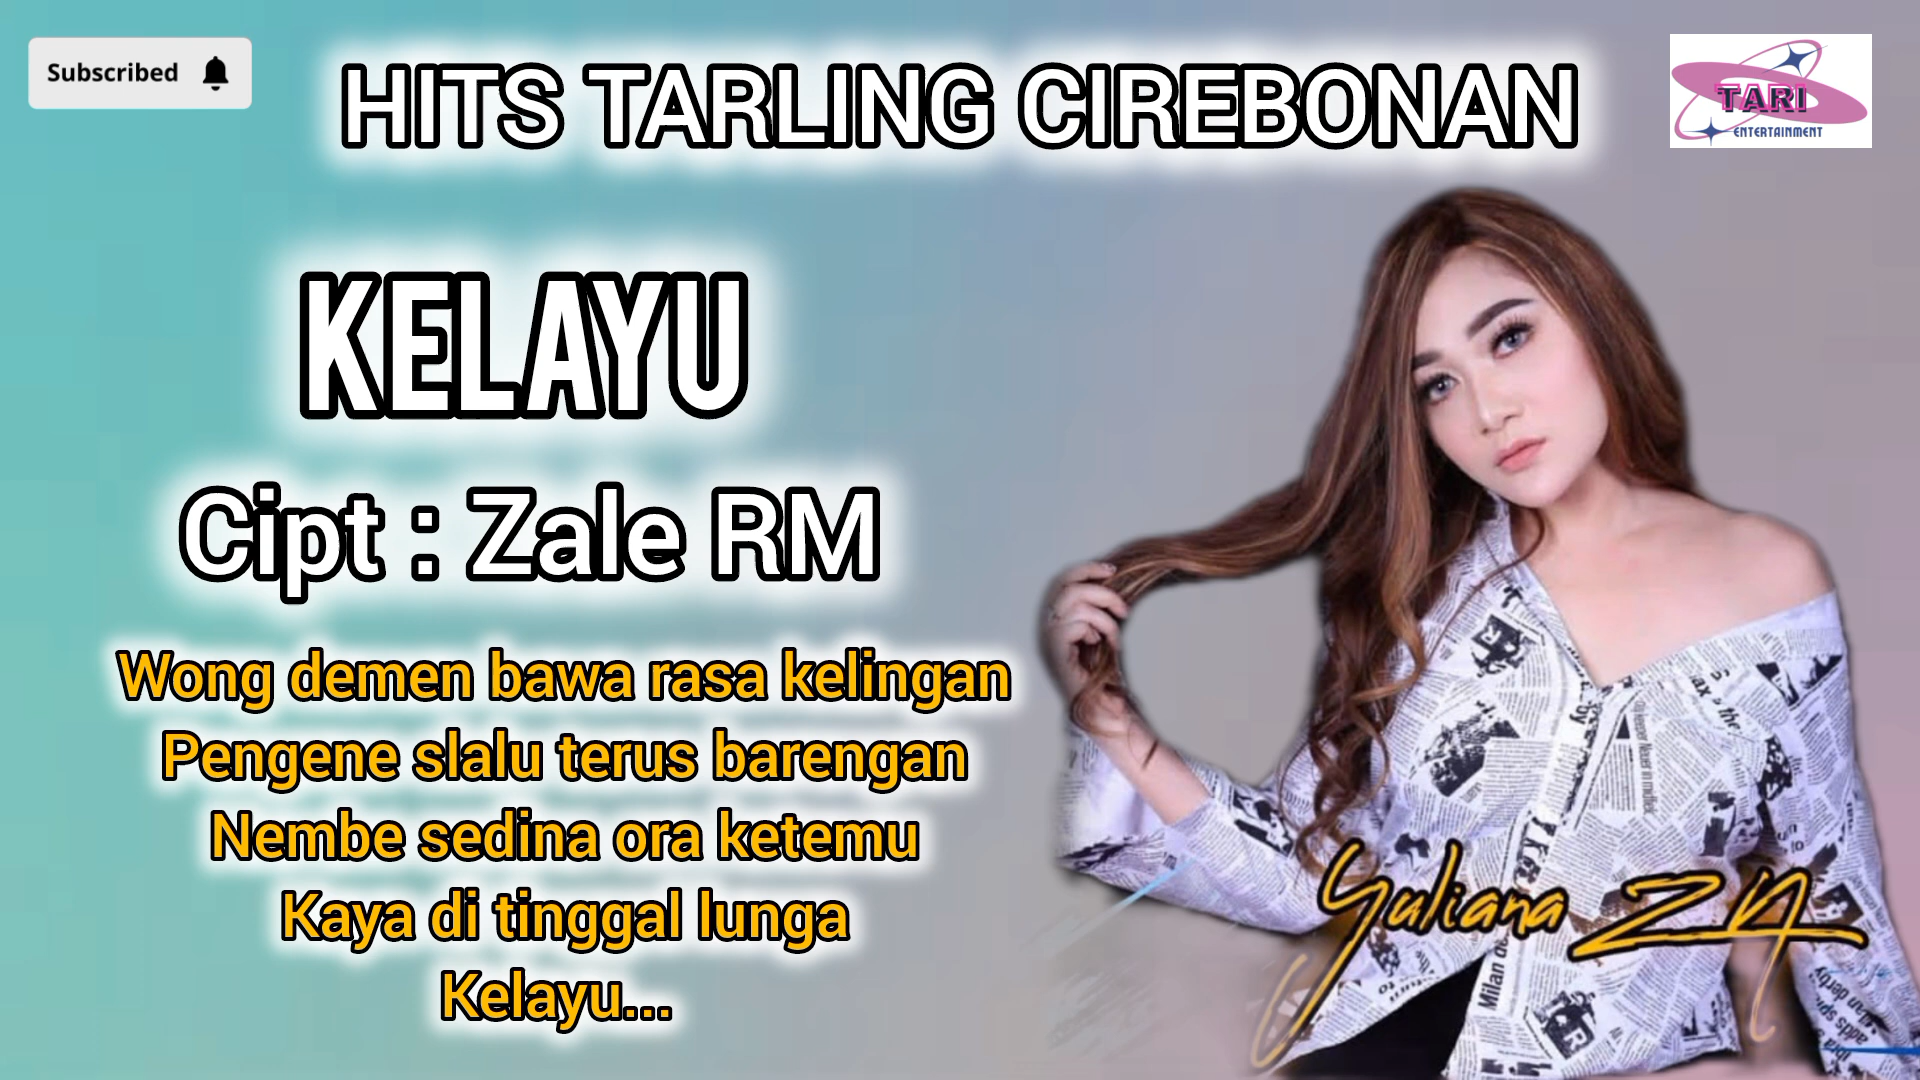 Subscribed
HITS TARLING CIREBONAN
TARI
ENTERTAINMENT
KELAYU
Cipt : Zale RM
Wong demen bawa rasa kelingan
Pengene slalu terus barengan
Nembe sedina ora ketemu
Kaya di tinggal lunga
Kelayu...
Yuliana ZN